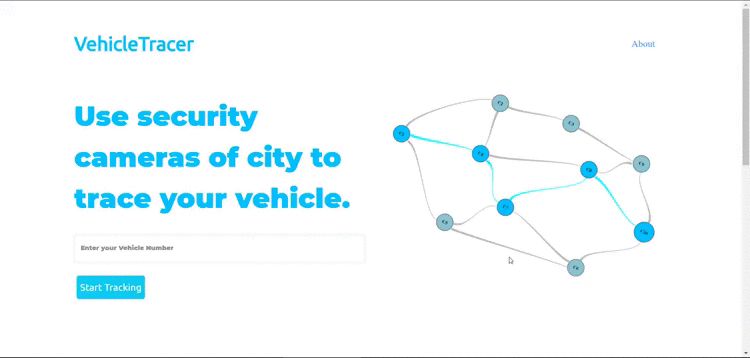 VehicleTracer
About
Use security
cameras of city to
trace your vehicle.
Enter your Vehicle Number
Start Tracking